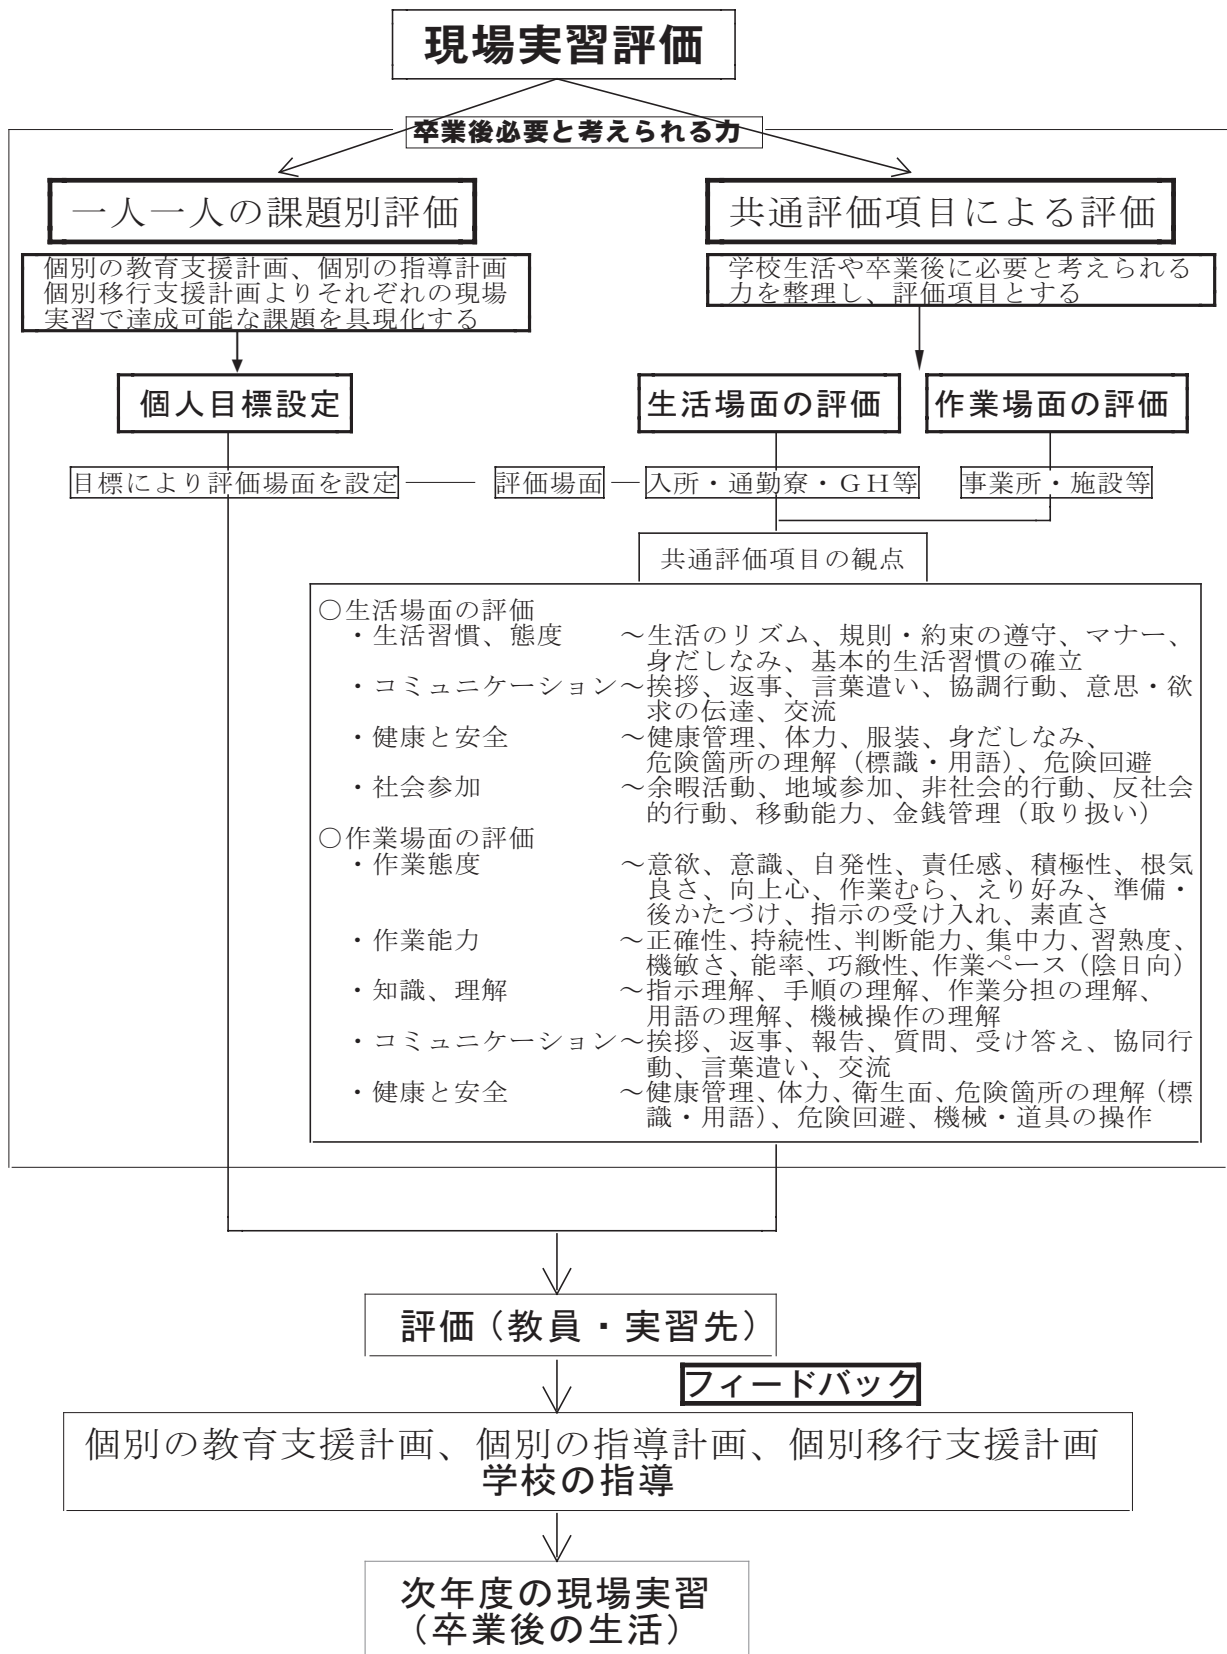 現場実習評価
卒業後必要と考えられる力
一人一人の課題別評価
個別の教育支援計画、個別の指導計画
個別移行支援計画よりそれぞれの現場
実習で達成可能な課題を具現化する
共通評価項目による評価
学校生活や卒業後に必要と考えられる
力を整理し、評価項目とする
個人目標設定
生活場面の評価
作業場面の評価
目標により評価場面を設定
評価場面
入所・通勤寮・GH等
事業所・施設等
共通評価項目の観点
○生活場面の評価
・生活習慣、態度 ～生活のリズム、規則・約束の遵守、マナー、
身だしなみ、基本的生活習慣の確立
・コミュニケーション～挨拶、返事、言葉遣い、協調行動、意思・欲
求の伝達、交流
・健康と安全 ～健康管理、体力、服装、身だしなみ、
危険箇所の理解（標識・用語）、危険回避
・社会参加 ～余暇活動、地域参加、非社会的行動、反社会
的行動、移動能力、金銭管理（取り扱い）
○作業場面の評価
・作業態度 ～意欲、意識、自発性、責任感、積極性、根気
良さ、向上心、作業むら、えり好み、準備・
後かたづけ、指示の受け入れ、素直さ
・作業能力 ～正確性、持続性、判断能力、集中力、習熟度、
機敏さ、能率、巧緻性、作業ペース（陰日向）
・知識、理解 ～指示理解、手順の理解、作業分担の理解、
用語の理解、機械操作の理解
・コミュニケーション～挨拶、返事、報告、質問、受け答え、協同行
動、言葉遣い、交流
・健康と安全 ～健康管理、体力、衛生面、危険箇所の理解（標
識・用語）、危険回避、機械・道具の操作
評価（教員・実習先）
フィードバック
個別の教育支援計画、個別の指導計画、個別移行支援計画
学校の指導
次年度の現場実習
（卒業後の生活）